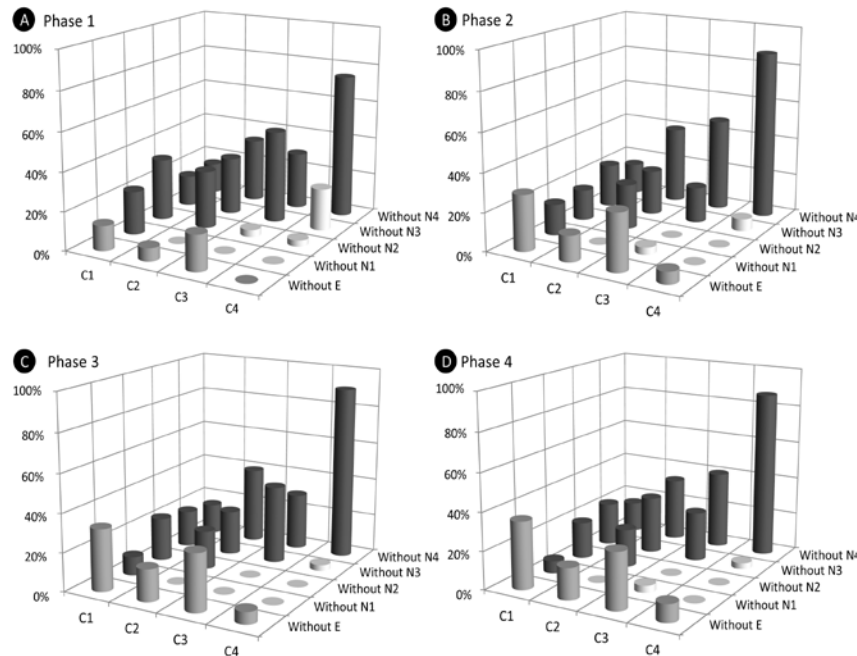 A Phase 1
100%
80%
60%
40%
20%
0%
C1
C2
C3
C4
Without N4
Without N3
Without N2
Without N1
Without E
B Phase 2
100%
80%
60%
40%
20%
0%
C1
C2
C3
C4
Without N4
Without N3
Without N2
Without N1
Without E
C Phase 3
100%
80%
60%
40%
20%
0%
C1
C2
C3
C4
Without N4
Without N3
Without N2
Without N1
Without E
D Phase 4
100%
80%
60%
40%
20%
0%
C1
C2
C3
C4
Without N4
Without N3
Without N2
Without N1
Without E